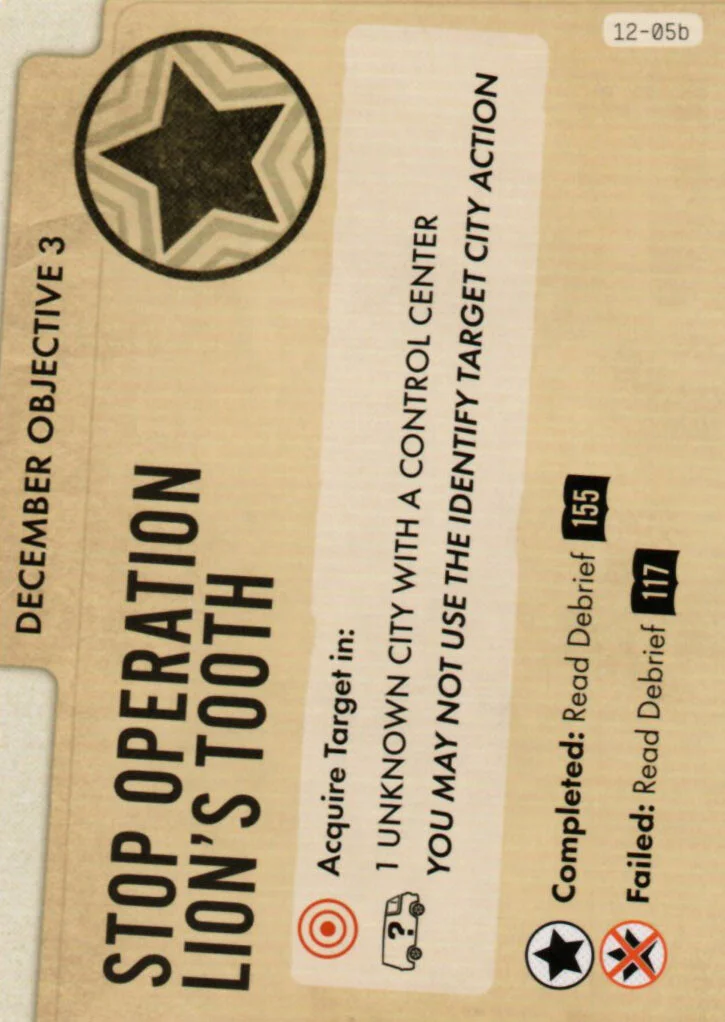 12-05b
DECEMBER OBJECTIVE 3
STOP OPERATION
LION'S TOOTH
Acquire Target in:
? 1 UNKNOWN CITY WITH A CONTROL CENTER
YOU MAY NOT USE THE IDENTIFY TARGET CITY ACTION
Completed: Read Debrief 155
Failed: Read Debrief 117